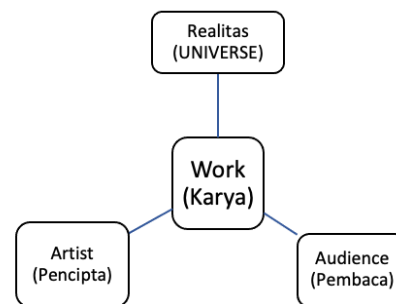 Realitas
(UNIVERSE)
Work
(Karya)
Artist
(Pencipta)
Audience
(Pembaca)